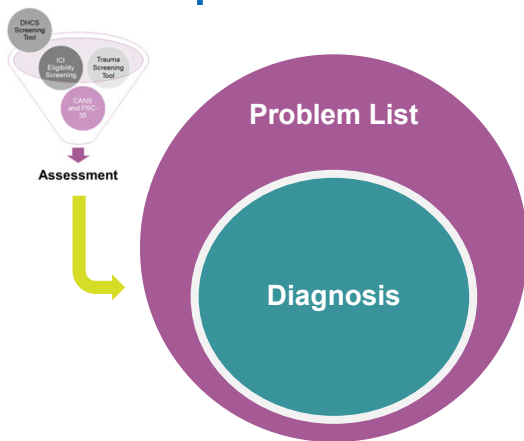 DHCS
Screening
Tool
ICI
Eligibility
Screening
Trauma
Screening
Tool
CANS
and PSC-
35
Assessment
Problem List
Diagnosis